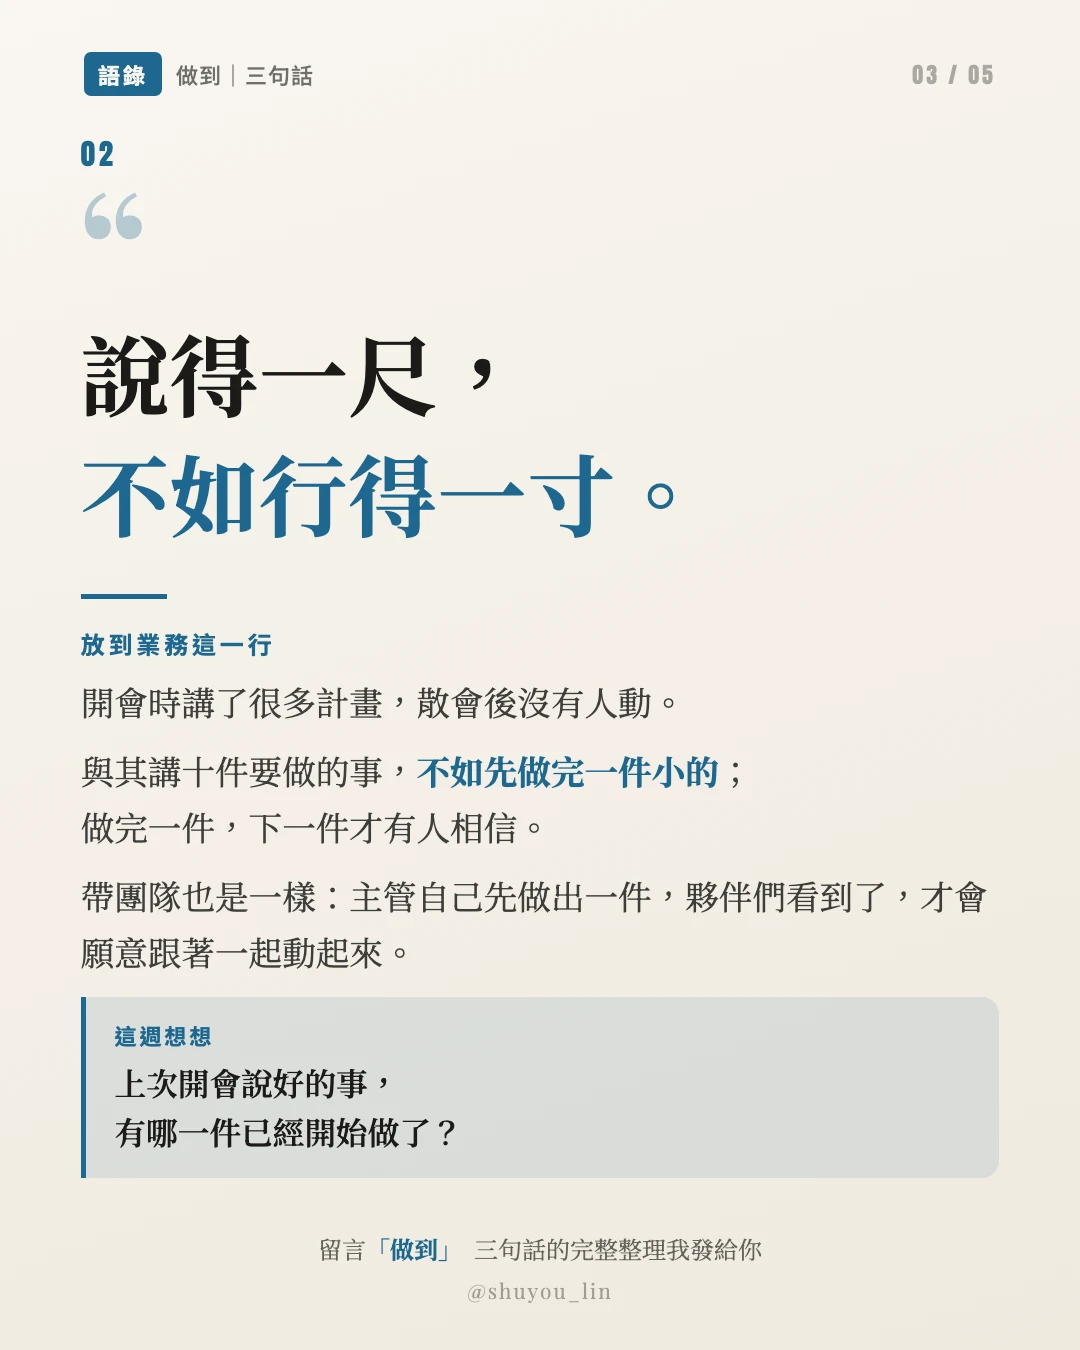 語錄 做到｜三句話
03 / 05
02
“
說得一尺，
不如行得一寸。
放到業務這一行
開會時講了很多計畫，散會後沒有人動。
與其講十件要做的事，不如先做完一件小的；
做完一件，下一件才有人相信。
帶團隊也是一樣：主管自己先做出一件，夥伴們看到了，才會
願意跟著一起動起來。
這週想想
上次開會說好的事，
有哪一件已經開始做了？
留言「做到」 三句話的完整整理我發給你
@shuyou_lin